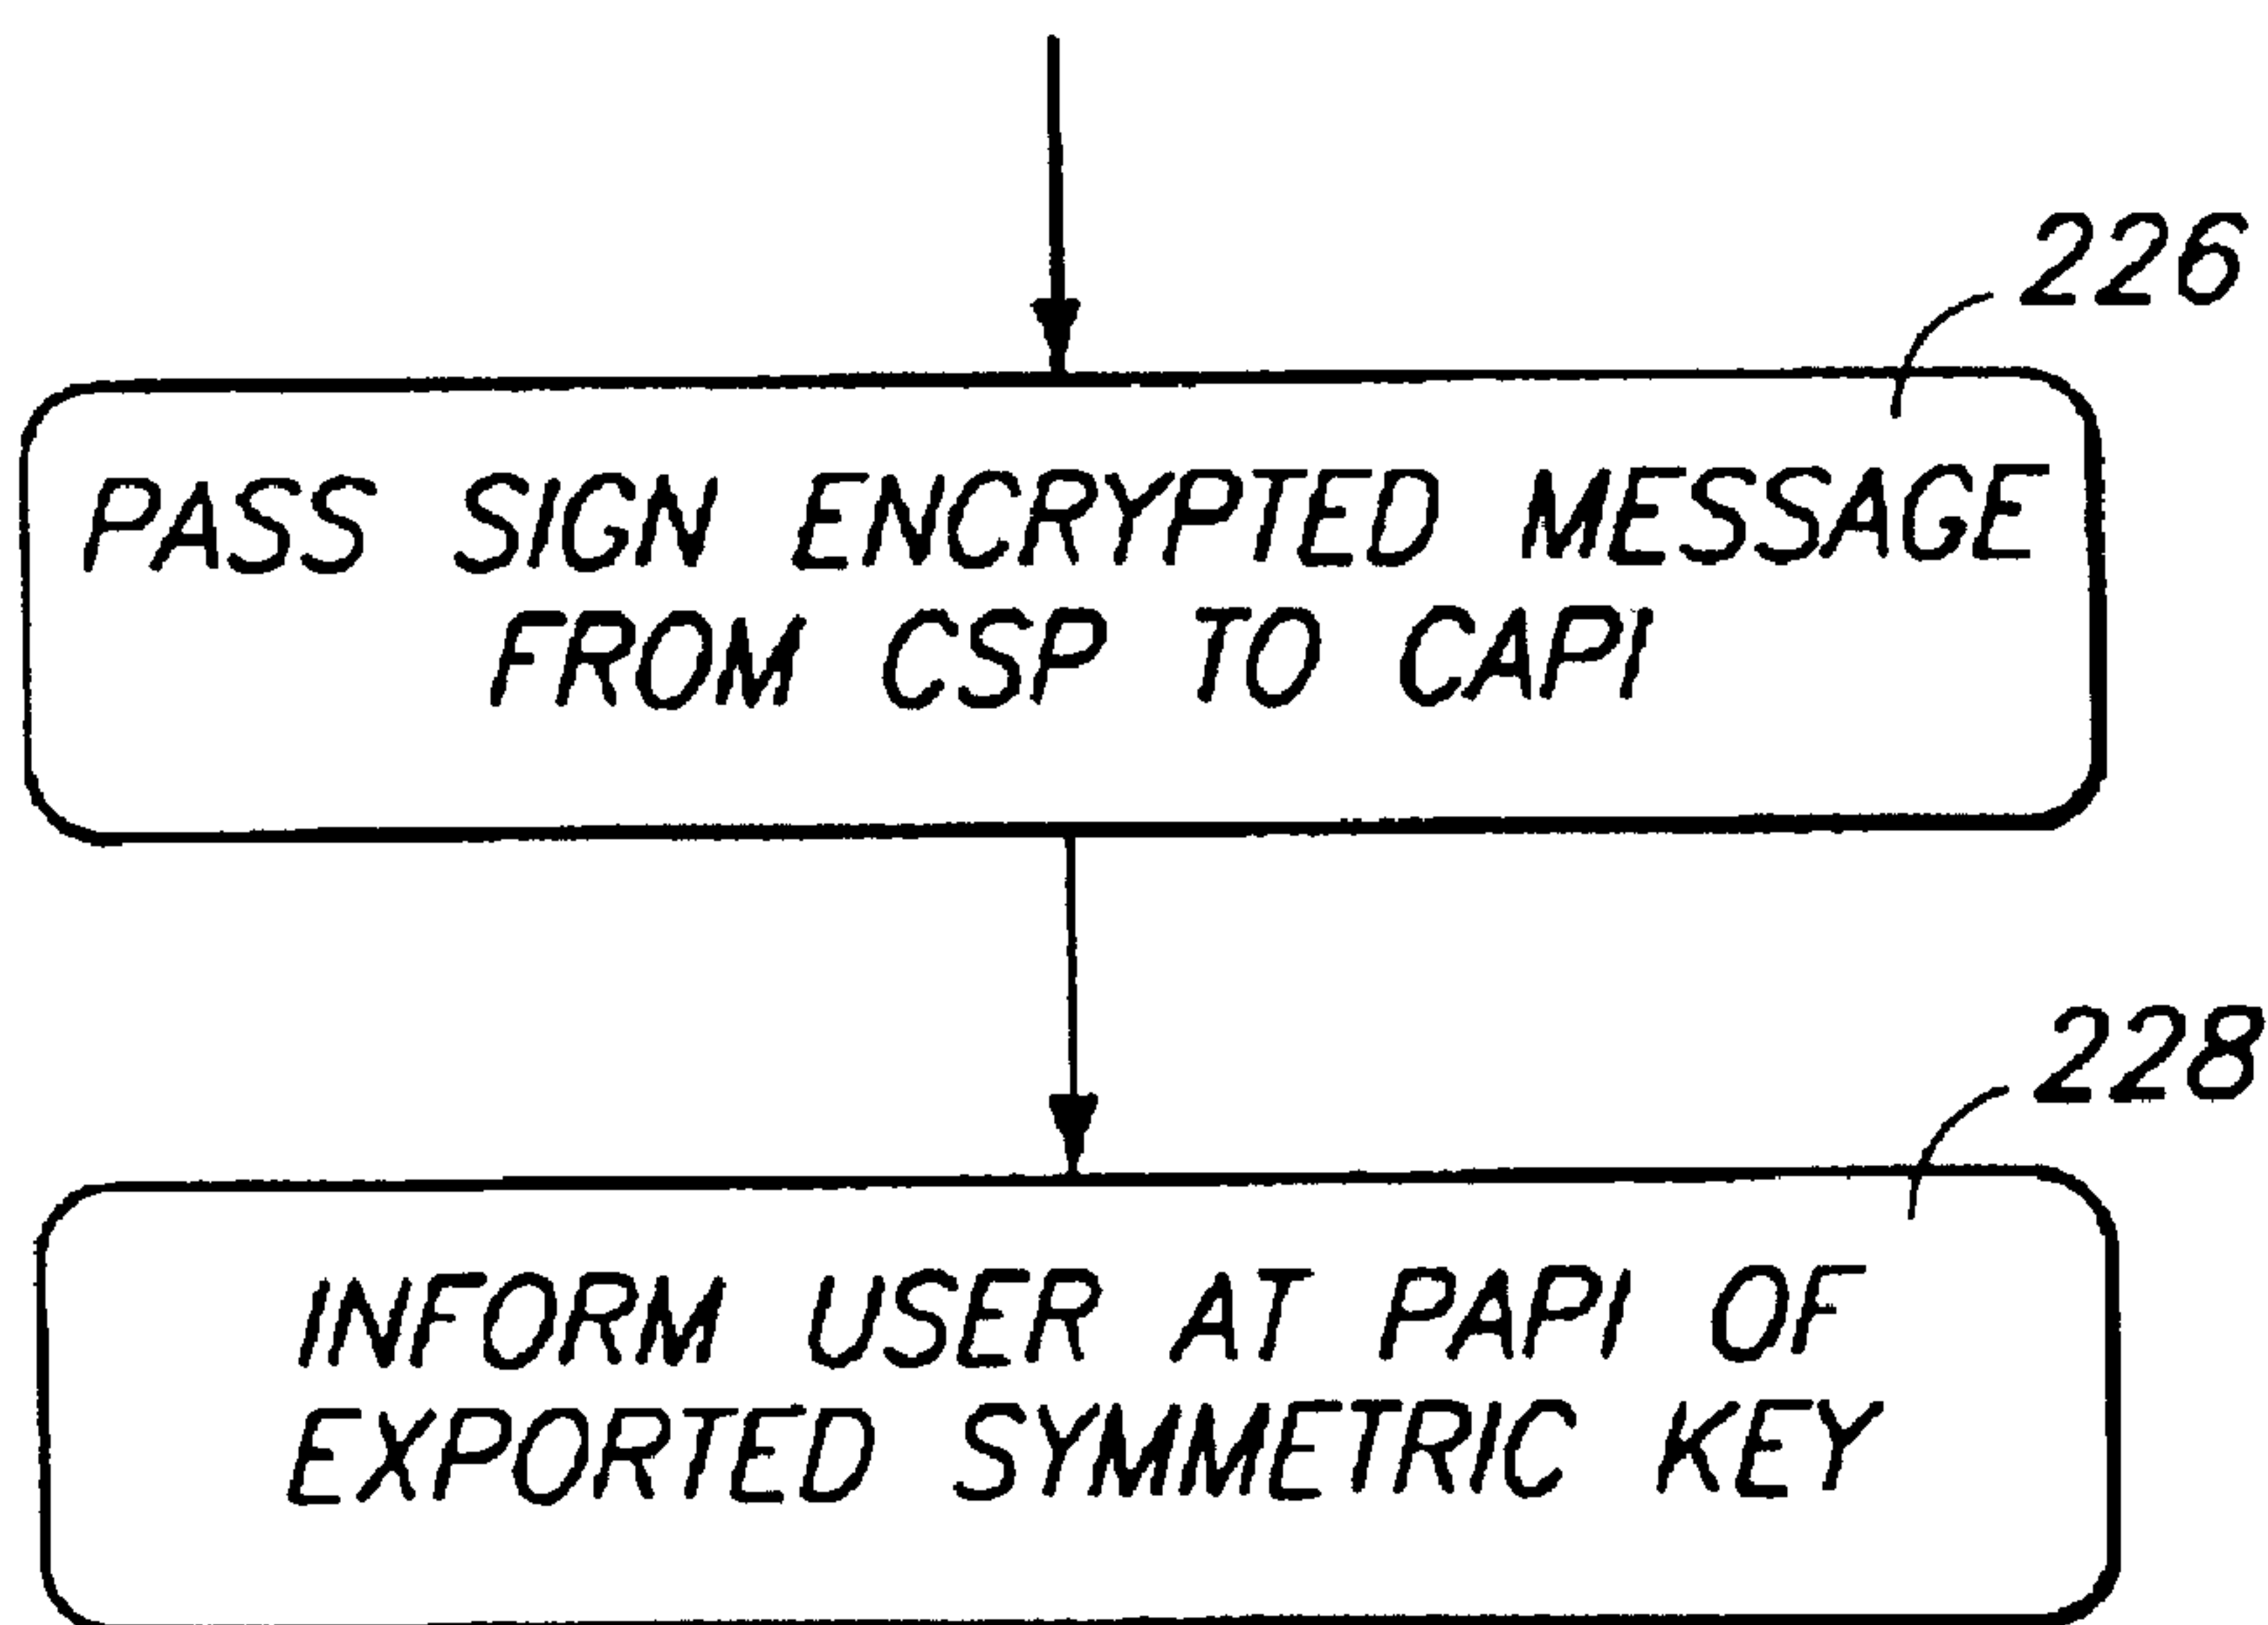 226
PASS SIGN ENCRYPTED MESSAGE
FROM CSP TO CAPI
228
INFORM USER AT PAPI OF
EXPORTED SYMMETRIC KEY